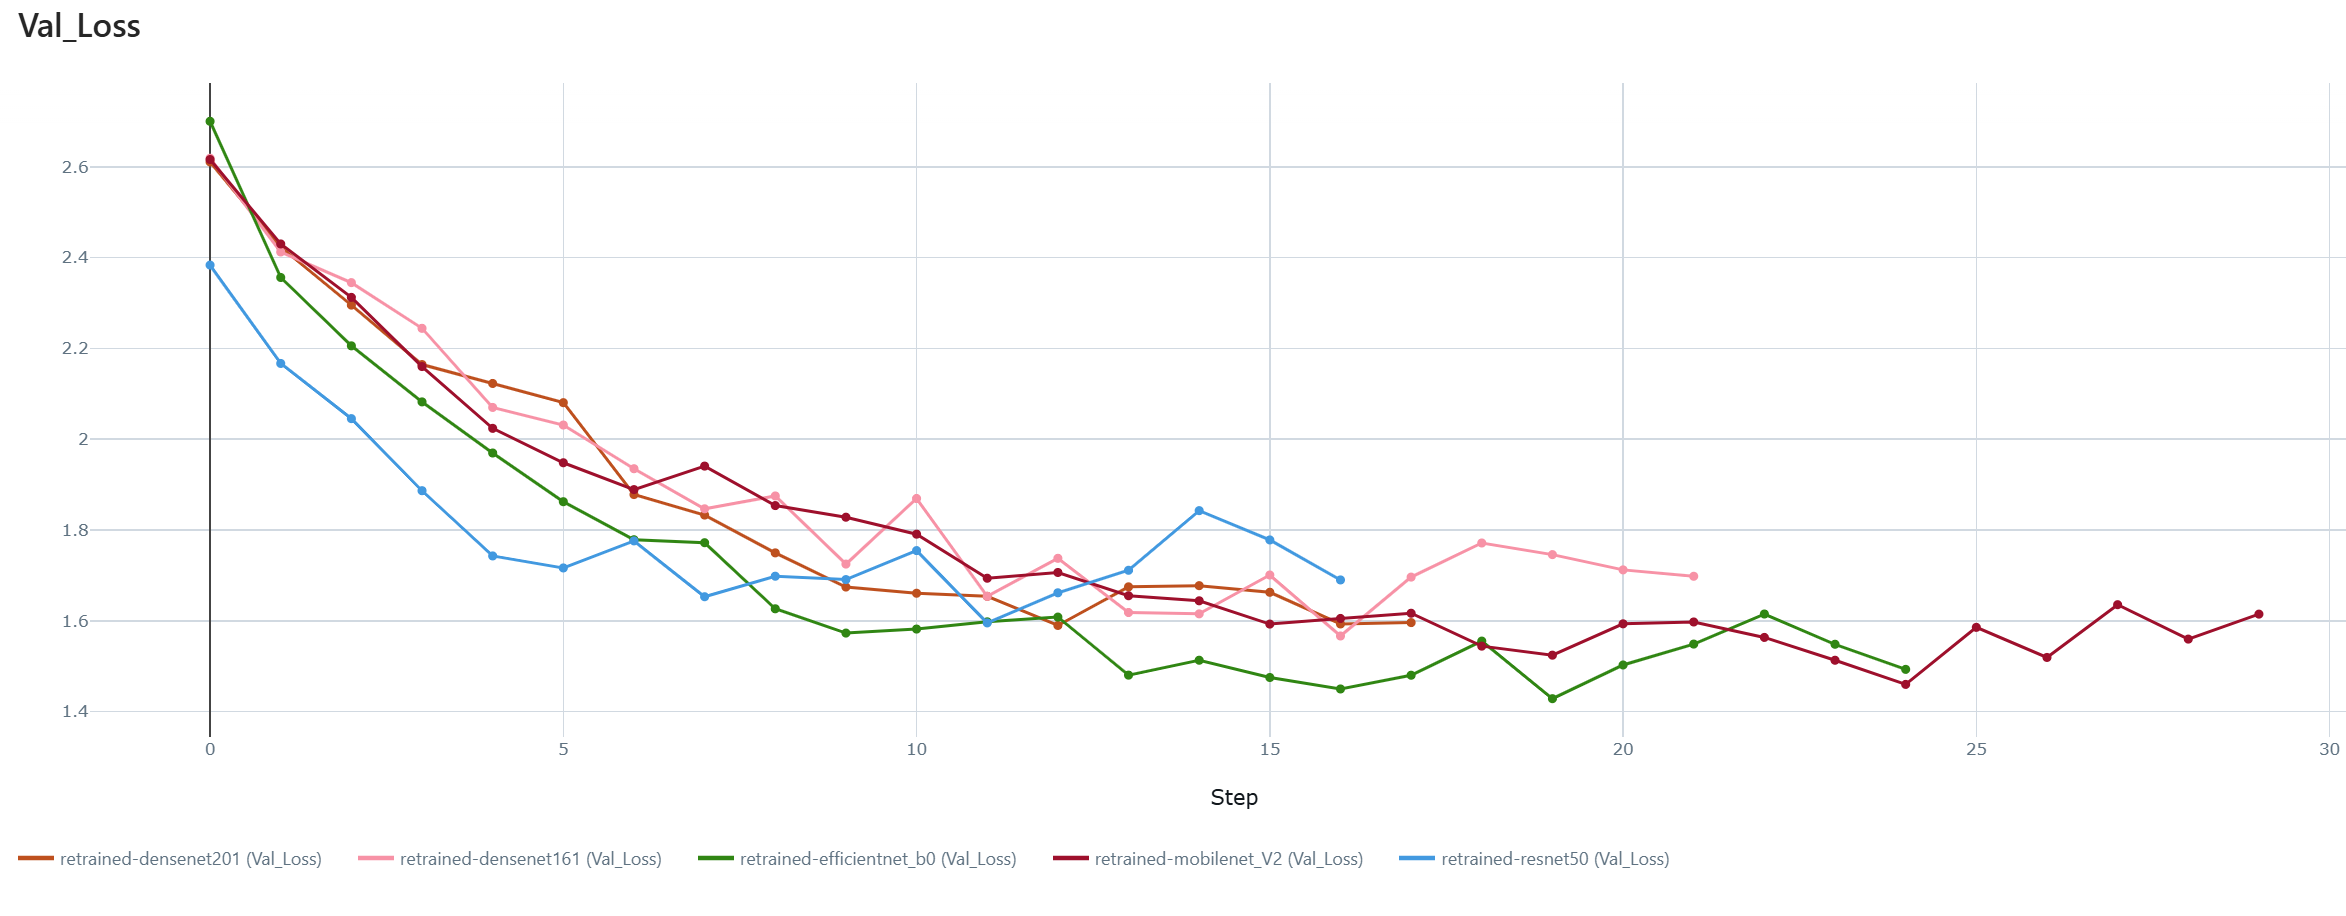 Val_Loss
2.6
2.4
2.2
2
1.8
1.6
1.4
0 5 10 15 20 25 30
Step
retrained-densenet201 (Val_Loss) retrained-densenet161 (Val_Loss) retrained-efficientnet_b0 (Val_Loss) retrained-mobilenet_V2 (Val_Loss) retrained-resnet50 (Val_Loss)